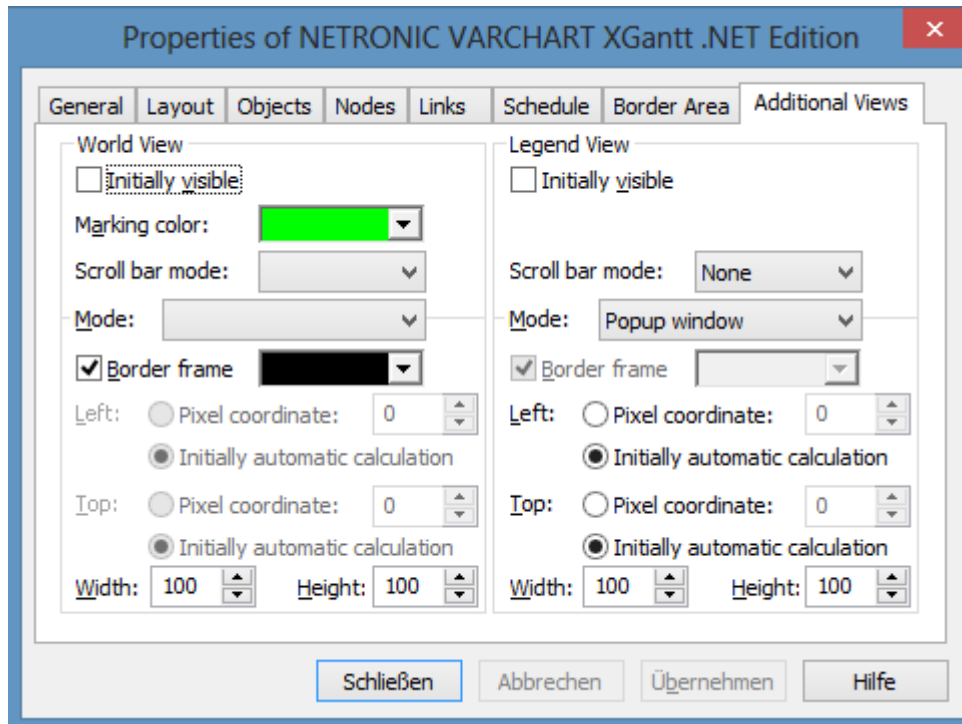 Properties of NETRONIC VARCHART XGantt .NET Edition
General Layout Objects Nodes Links Schedule Border Area Additional Views
World View
Initially visible
Marking color:
Scroll bar mode:
Mode:
Border frame
Left: Pixel coordinate: 0
Initially automatic calculation
Top: Pixel coordinate: 0
Initially automatic calculation
Width: 100 Height: 100
Legend View
Initially visible
Scroll bar mode: None
Mode: Popup window
Border frame
Left: Pixel coordinate: 0
Initially automatic calculation
Top: Pixel coordinate: 0
Initially automatic calculation
Width: 100 Height: 100
Schließen Abbrechen Übernehmen Hilfe